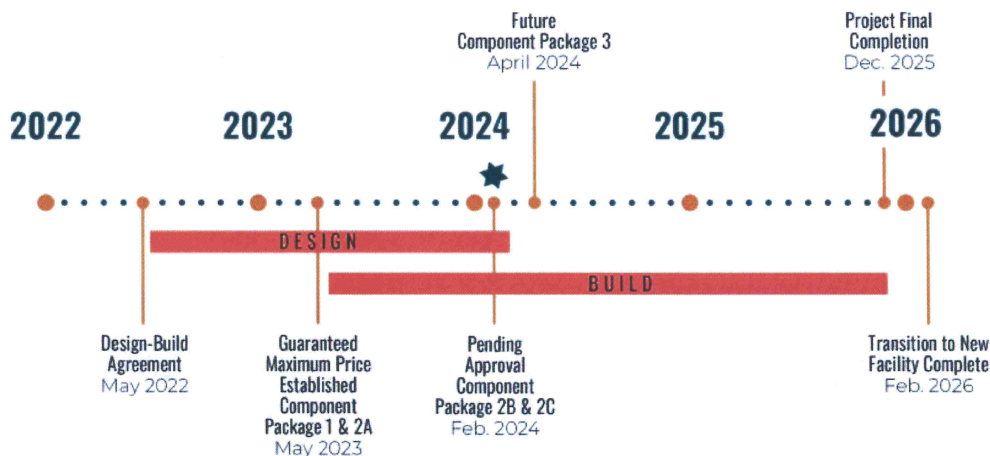 Future
Component Package 3
April 2024
Project Final
Completion
Dec. 2025
2022
2023
2024
2025
2026
DESIGN
BUILD
Design-Build
Agreement
May 2022
Guaranteed
Maximum Price
Established
Component
Package 1 & 2A
May 2023
Pending
Approval
Component
Package 2B & 2C
Feb. 2024
Transition to New
Facility Complete
Feb. 2026